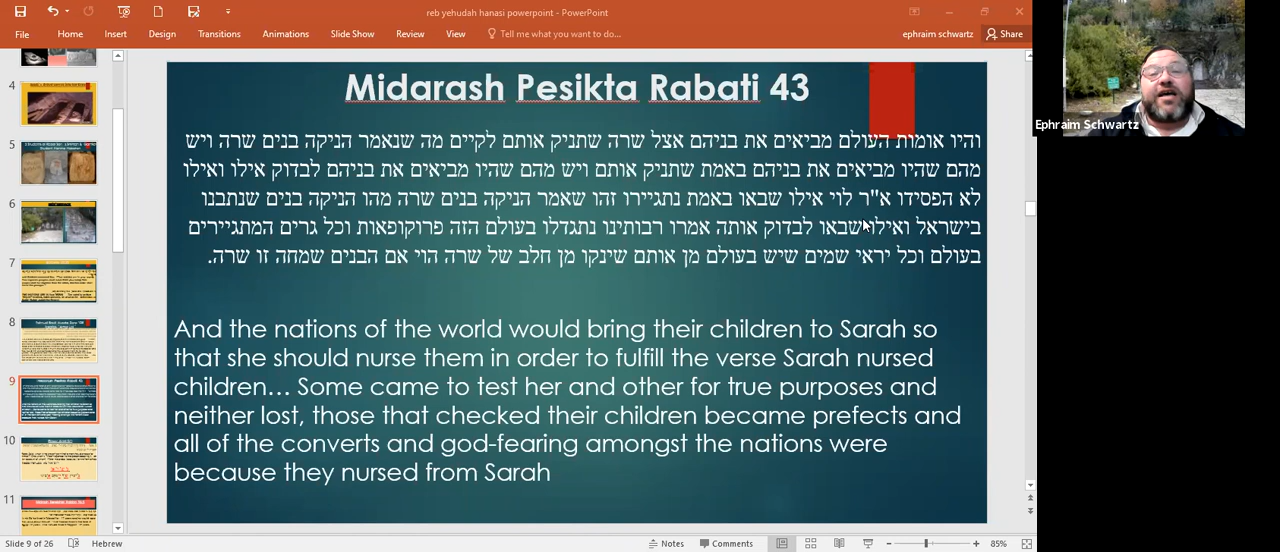 reb yehudah hanasi powerpoint - PowerPoint
File Home Insert Design Transitions Animations Slide Show Review View Tell me what you want to do... ephraim schwartz Share
Ephraim Schwartz
4
5
6
7
8
9
10
11
Midarash Pesikta Rabati 43
והיו אומות העולם מביאים את בניהם אצל שרה שתניק אותם לקיים מה שנאמר הניקה בנים שרה ויש
מהם שהיו מביאים את בניהם באמת שתניק אותם ויש מהם שהיו מביאים את בניהם לבדוק אילו ואילו
לא הפסידו א"ר לוי אילו שבאו באמת נתגיירו זהו שאמר הניקה בנים שרה מהו הניקה בנים שנתבנו
בישראל ואילו שבאו לבדוק אותה אמרו רבותינו נתגדלו בעולם הזה פרוקופאות וכל גרים המתגיירים
בעולם וכל יראי שמים שיש בעולם מן אותם שינקו מן חלב של שרה הוי אם הבנים שמחה זו שרה.
And the nations of the world would bring their children to Sarah so
that she should nurse them in order to fulfill the verse Sarah nursed
children... Some came to test her and other for true purposes and
neither lost, those that checked their children became prefects and
all of the converts and god-fearing amongst the nations were
because they nursed from Sarah
Slide 9 of 26 Hebrew Notes Comments 85%